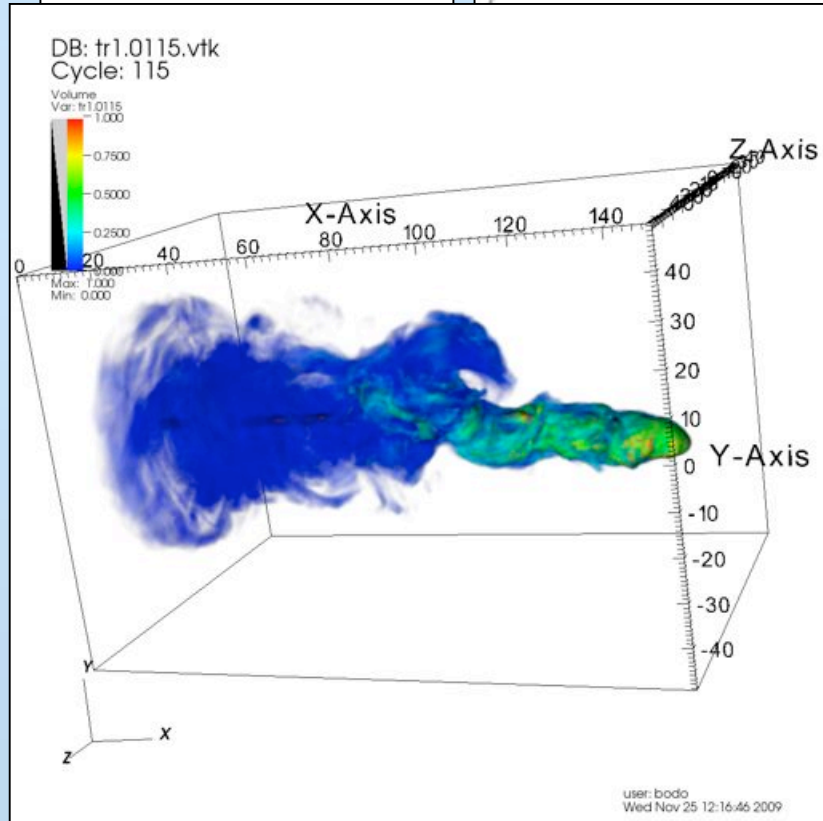 DB: tr1.0115.vtk
Cycle: 115
Volume
Var: tr1.0115
1.000
0.7500
0.5000
0.2500
0.000
Max: 1.000
Min: 0.000
X-Axis
0 20 40 60 80 100 120 140
Z-Axis
40
30
20
10
0
Y-Axis
-10
-20
-30
-40
Y
X
Z
user: bodo
Wed Nov 25 12:16:46 2009